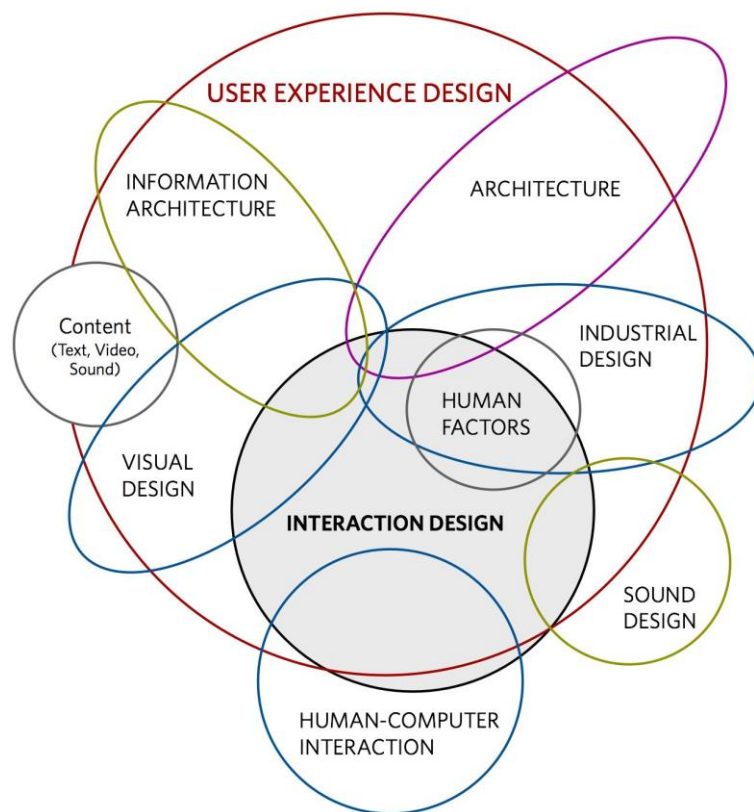 USER EXPERIENCE DESIGN
INFORMATION
ARCHITECTURE
ARCHITECTURE
Content
(Text, Video,
Sound)
INDUSTRIAL
DESIGN
HUMAN
FACTORS
VISUAL
DESIGN
INTERACTION DESIGN
SOUND
DESIGN
HUMAN-COMPUTER
INTERACTION